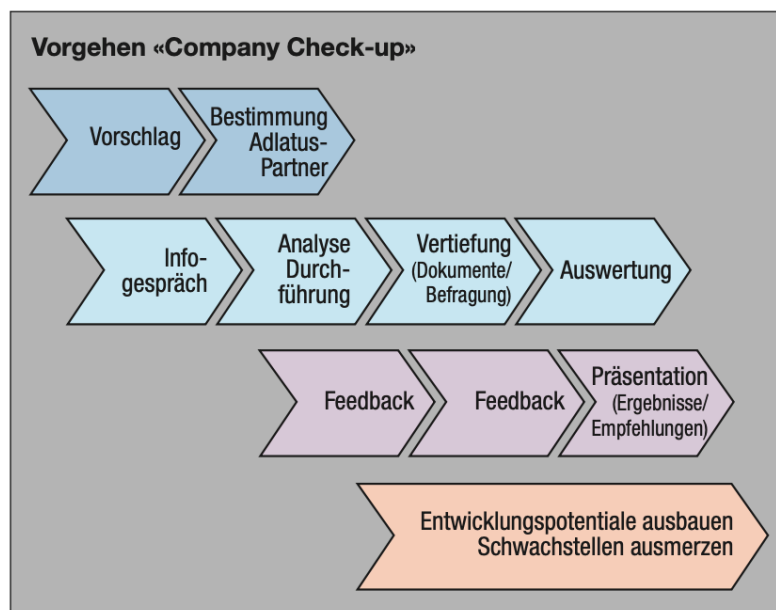 Vorgehen «Company Check-up»
Vorschlag
Bestimmung
Adlatus-
Partner
Info-
gespräch
Analyse
Durch-
führung
Vertiefung
(Dokumente/
Befragung)
Auswertung
Feedback
Feedback
Präsentation
(Ergebnisse/
Empfehlungen)
Entwicklungspotentiale ausbauen
Schwachstellen ausmerzen